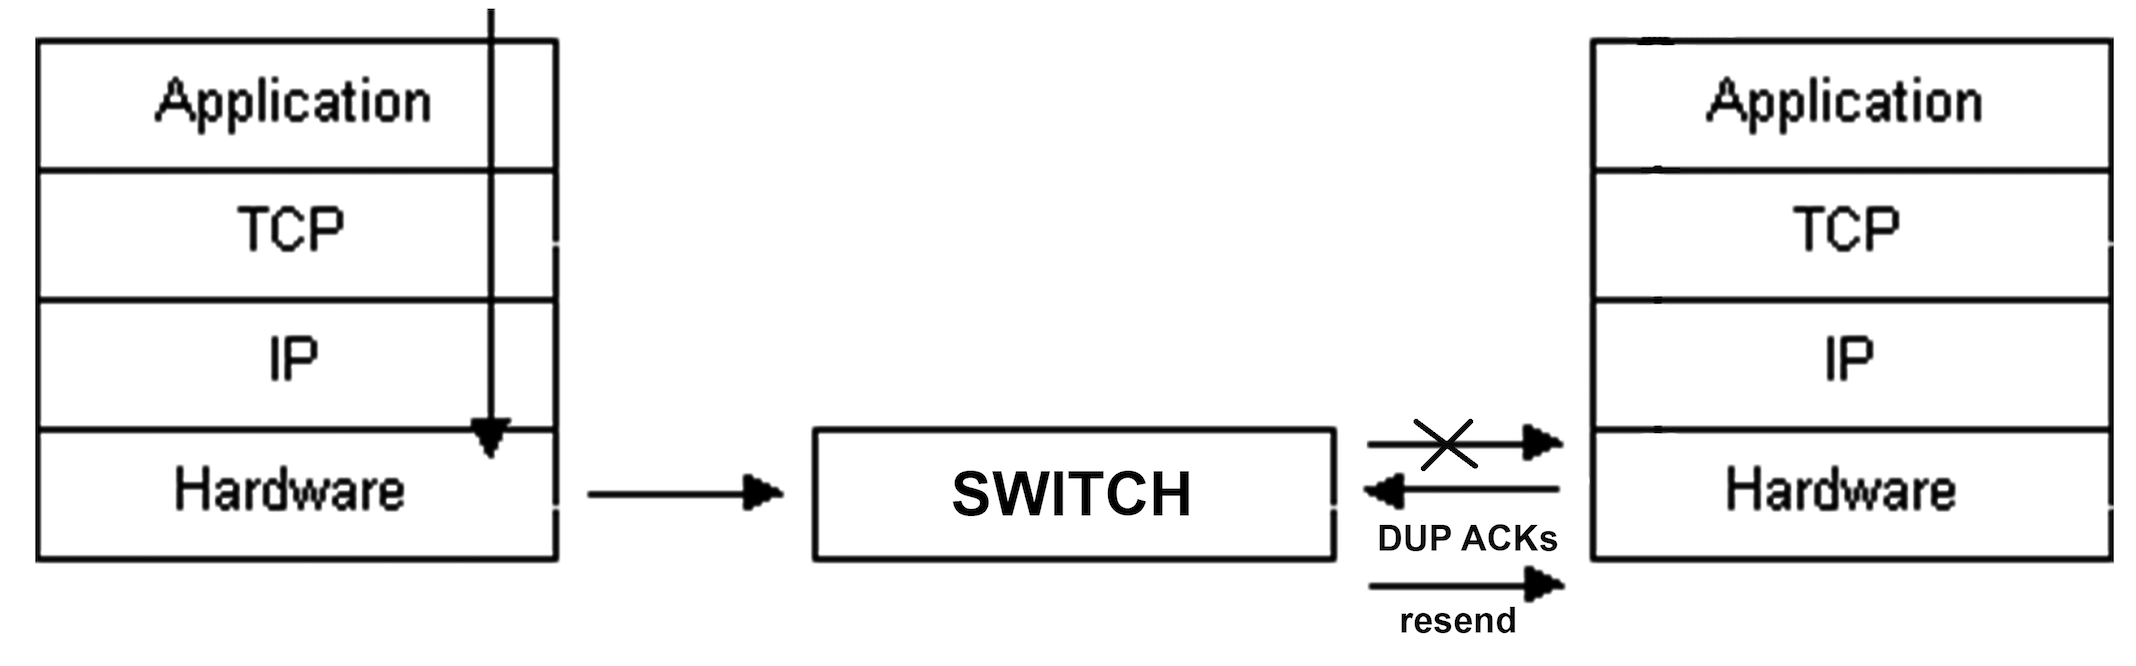 Application
TCP
IP
Hardware
SWITCH
DUP ACKs
resend
Application
TCP
IP
Hardware